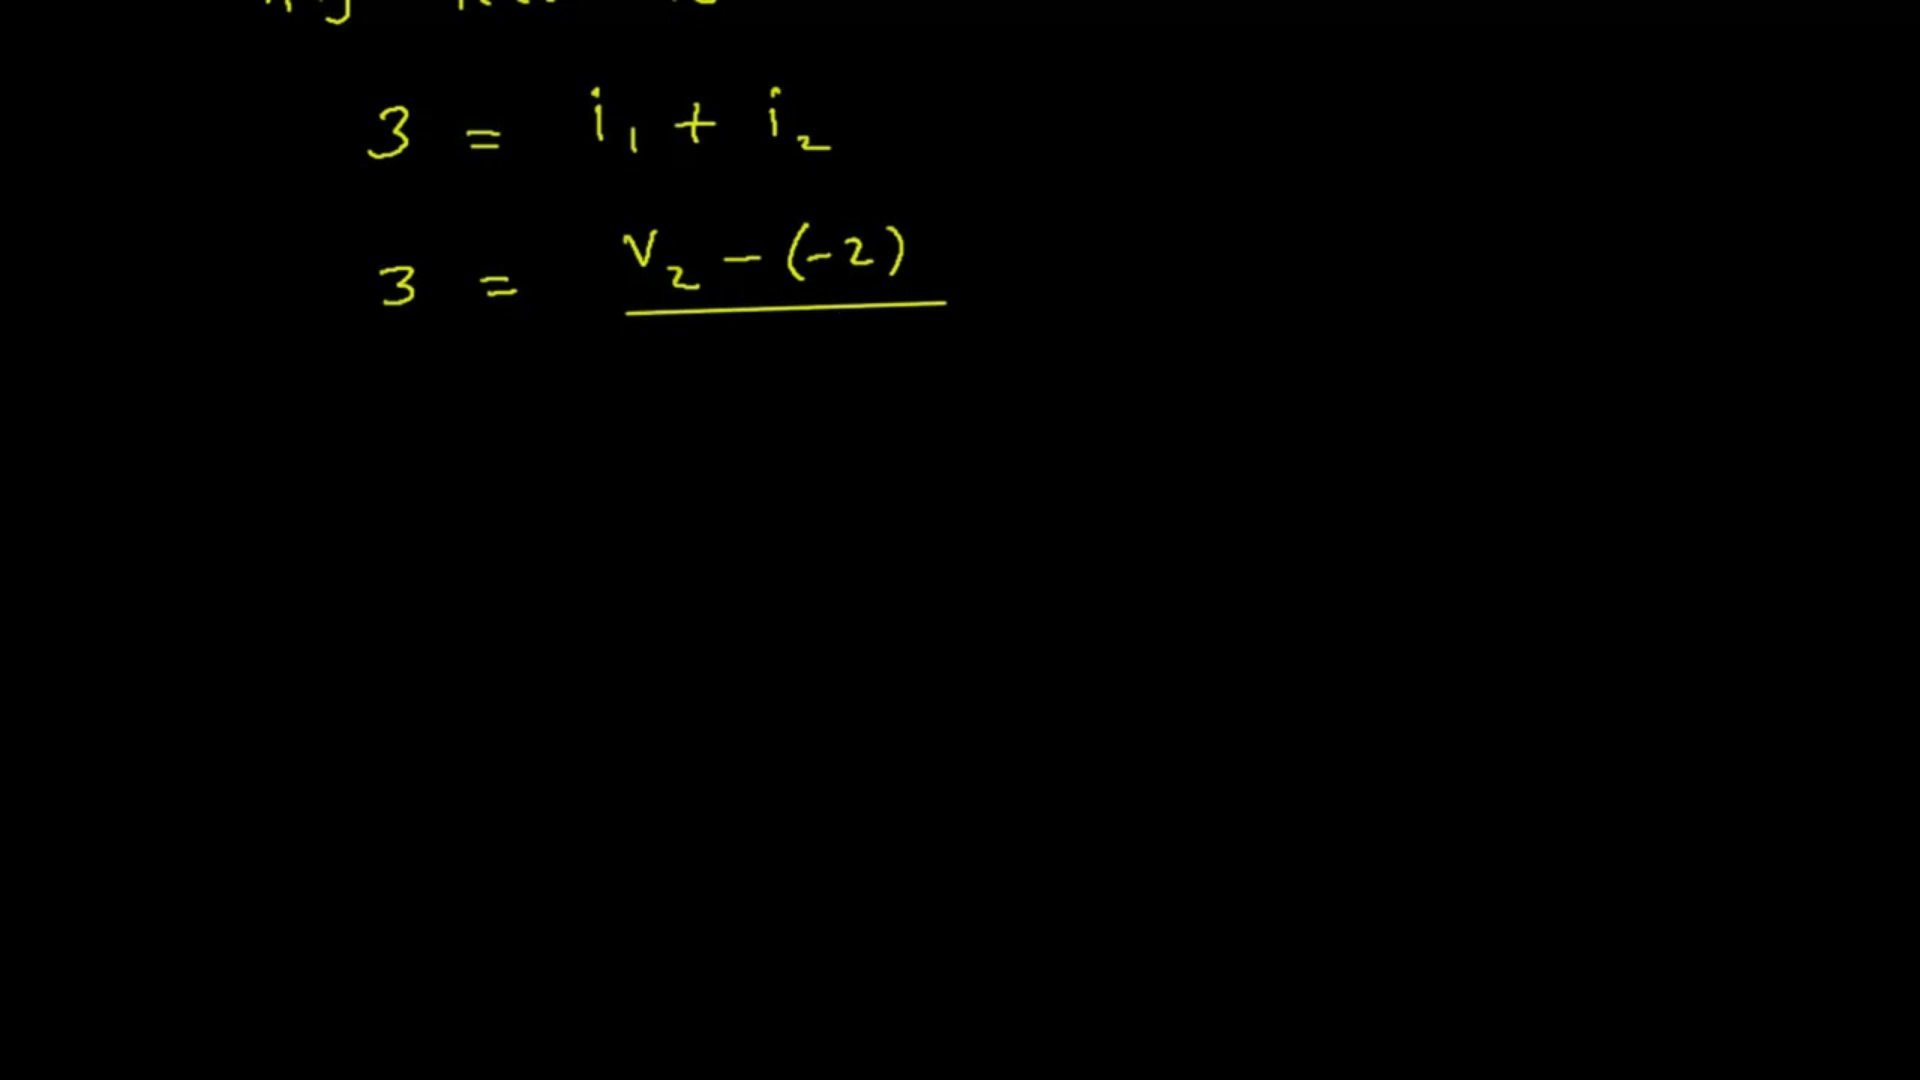 3 = i₁ + i₂
3 = V₂ - (-2)